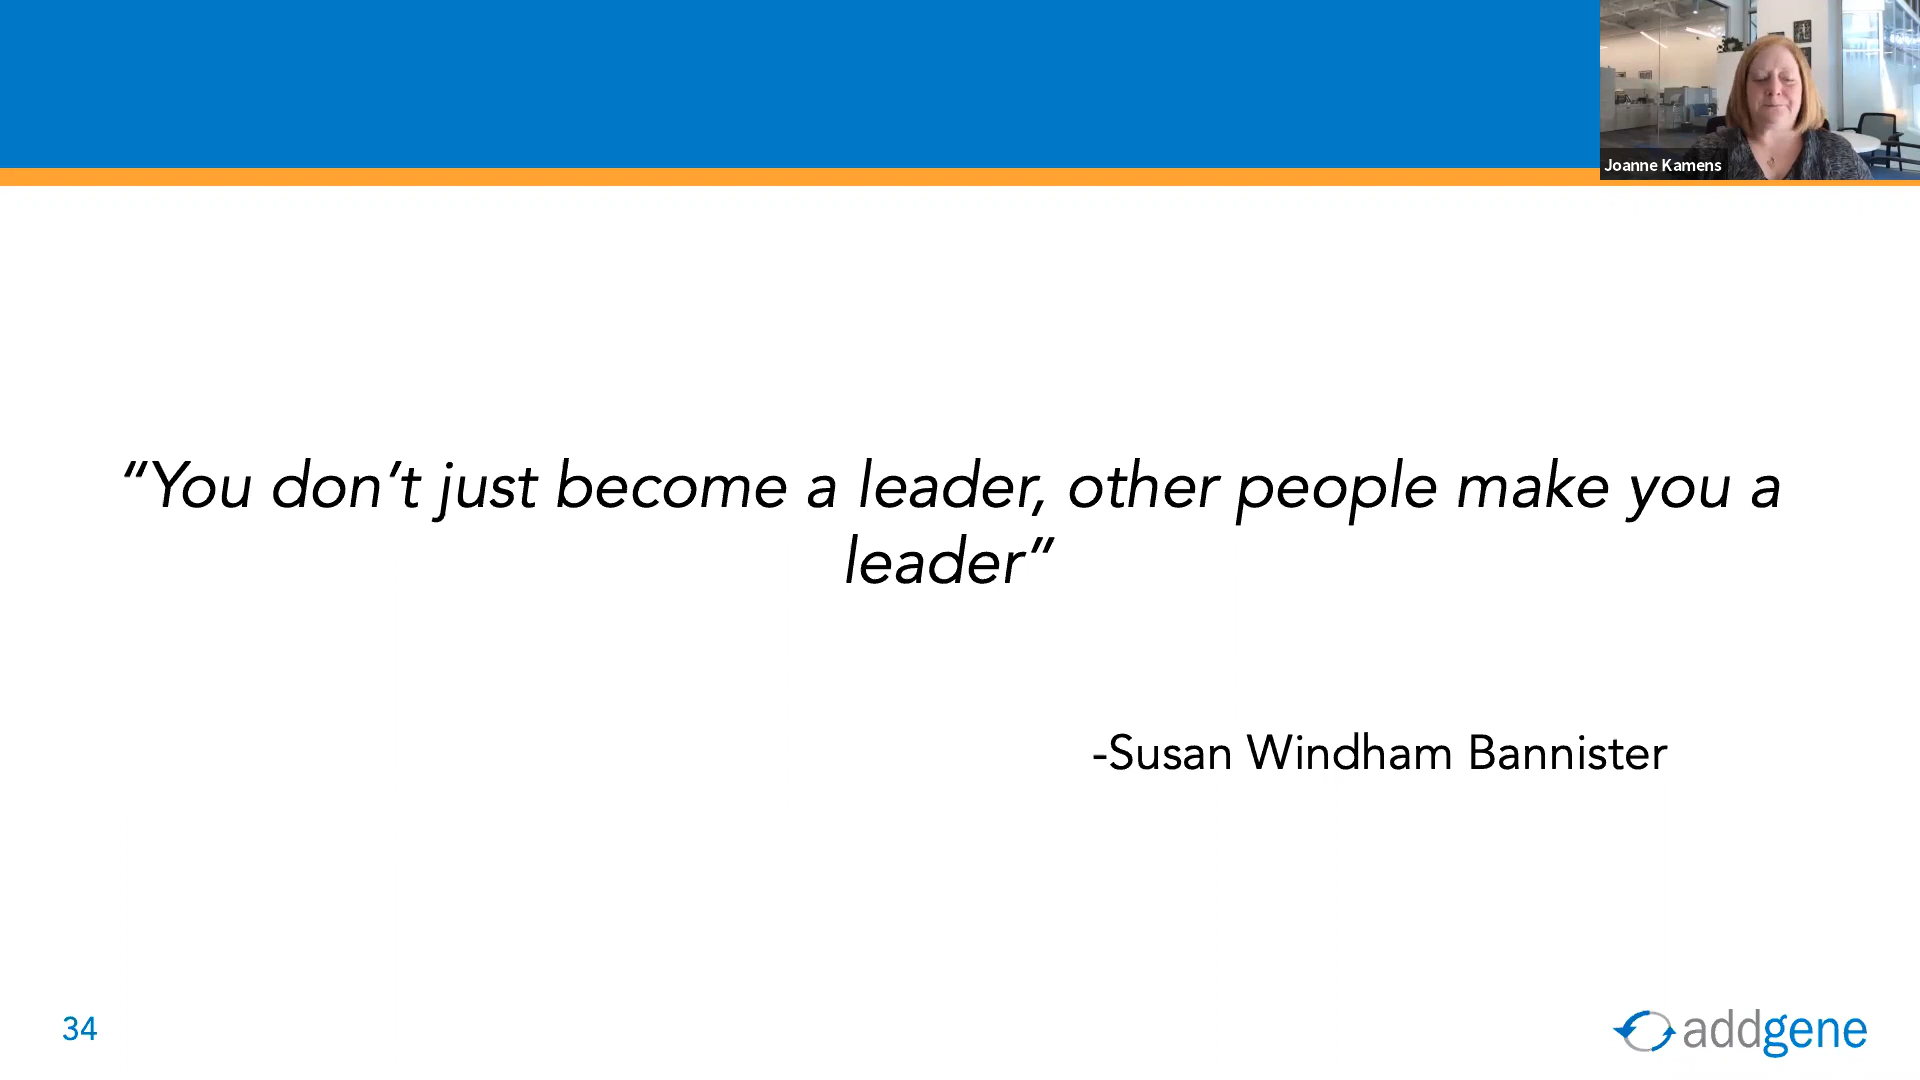 Joanne Kamens
“You don’t just become a leader, other people make you a
leader”
-Susan Windham Bannister
34
addgene